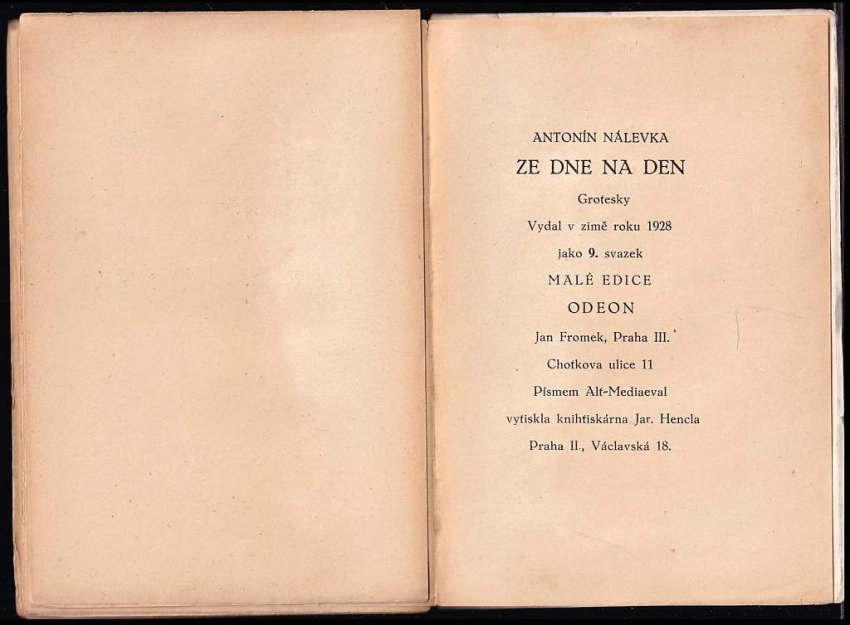 ANTONÍN NÁLEVKA
ZE DNE NA DEN
Grotesky
Vydal v zimě roku 1928
jako 9. svazek
MALÉ EDICE
ODEON
Jan Fromek, Praha III.
Chotkova ulice 11
Písmem Alt-Mediaeval
vytiskla knihtiskárna Jar. Hencla
Praha II., Václavská 18.